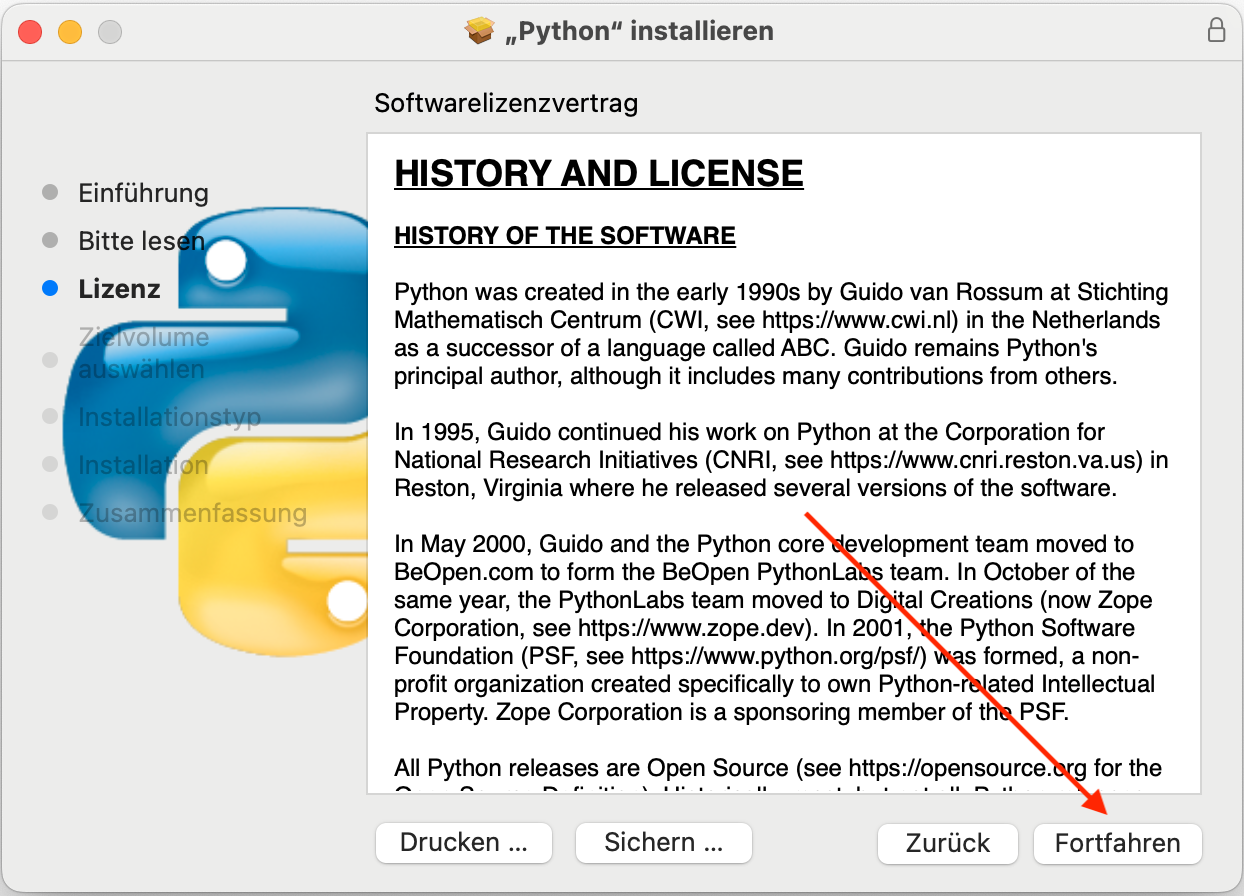 „Python“ installieren
Softwarelizenzvertrag
Einführung
Bitte lesen
Lizenz
Zielvolume
auswählen
Installationstyp
Installation
Zusammenfassung
HISTORY AND LICENSE
HISTORY OF THE SOFTWARE
Python was created in the early 1990s by Guido van Rossum at Stichting
Mathematisch Centrum (CWI, see https://www.cwi.nl) in the Netherlands
as a successor of a language called ABC. Guido remains Python's
principal author, although it includes many contributions from others.
In 1995, Guido continued his work on Python at the Corporation for
National Research Initiatives (CNRI, see https://www.cnri.reston.va.us) in
Reston, Virginia where he released several versions of the software.
In May 2000, Guido and the Python core development team moved to
BeOpen.com to form the BeOpen PythonLabs team. In October of the
same year, the PythonLabs team moved to Digital Creations (now Zope
Corporation, see https://www.zope.dev). In 2001, the Python Software
Foundation (PSF, see https://www.python.org/psf/) was formed, a non-
profit organization created specifically to own Python-related Intellectual
Property. Zope Corporation is a sponsoring member of the PSF.
All Python releases are Open Source (see https://opensource.org for the
Drucken ...
Sichern ...
Zurück
Fortfahren